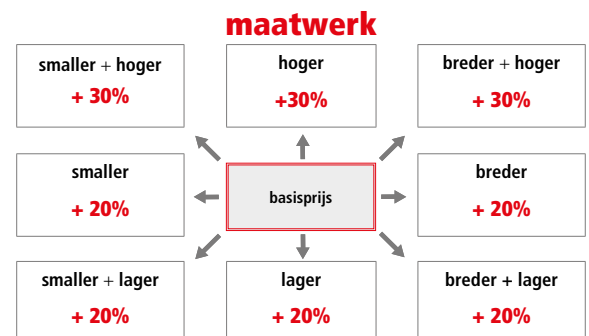 maatwerk
smaller + hoger
+ 30%
hoger
+30%
breder + hoger
+ 30%
smaller
+ 20%
basisprijs
breder
+ 20%
smaller + lager
+ 20%
lager
+ 20%
breder + lager
+ 20%